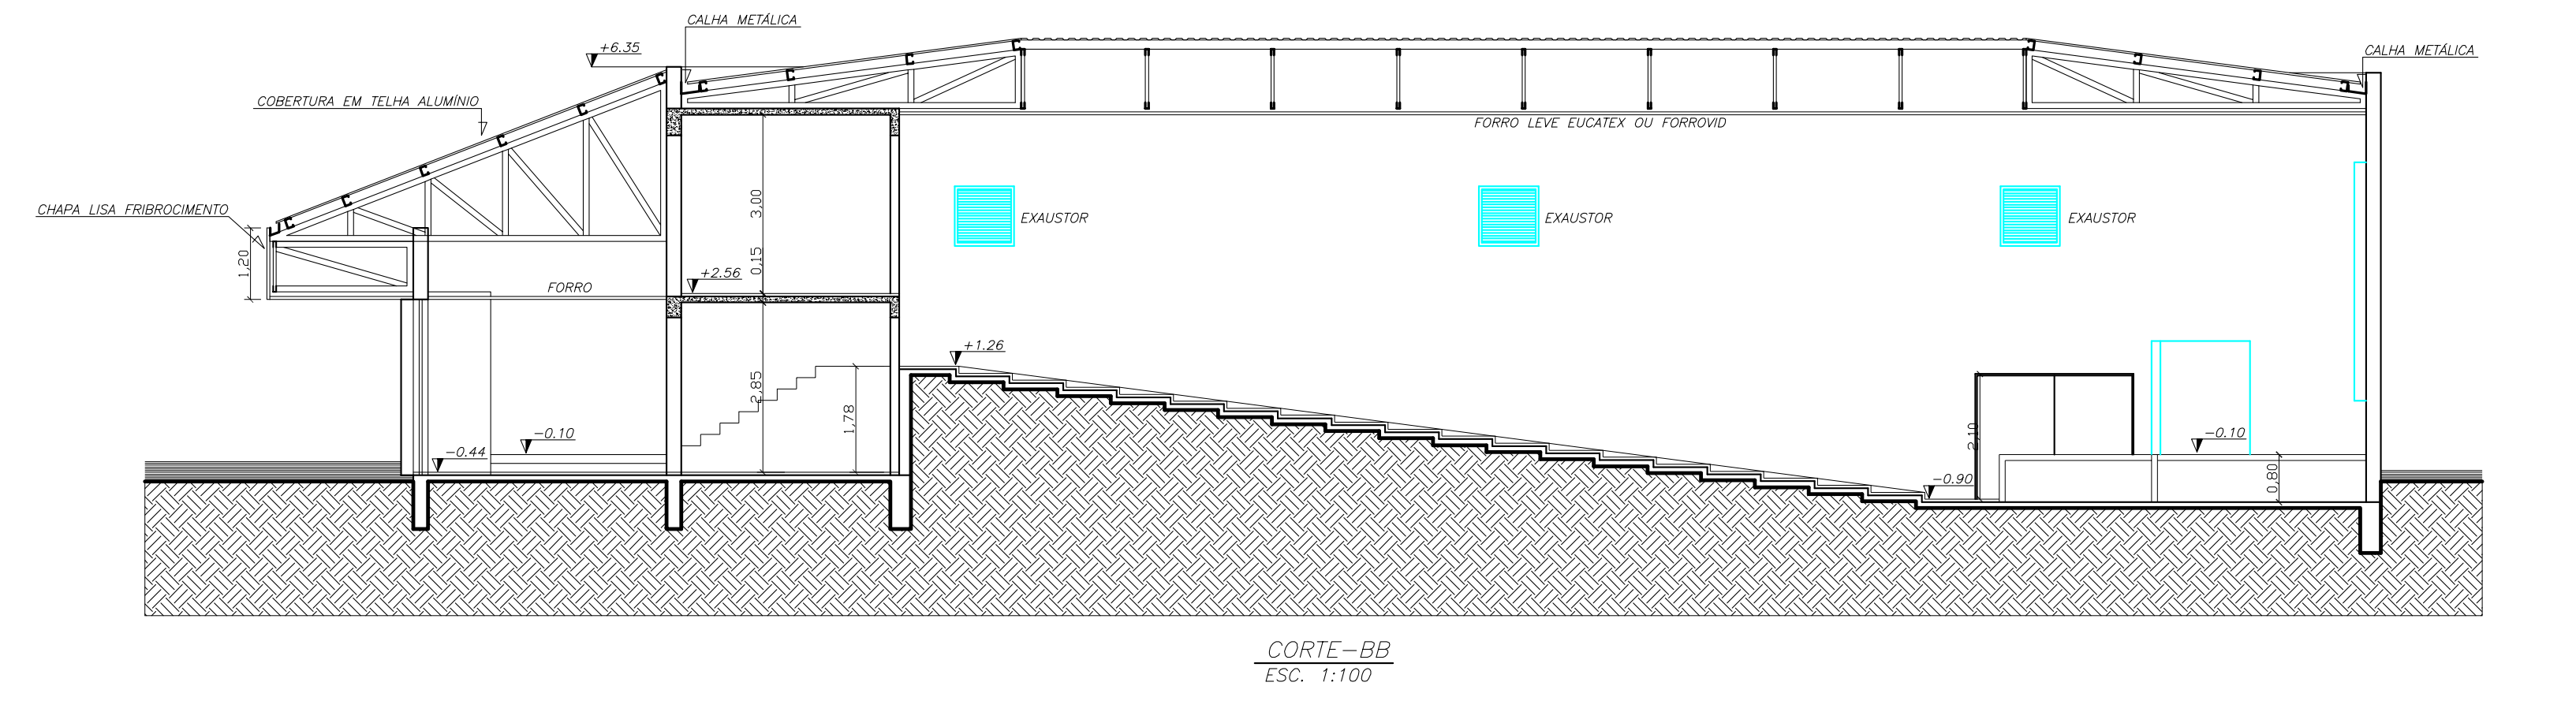 CALHA METÁLICA
+6.35
CALHA METÁLICA
COBERTURA EM TELHA ALUMÍNIO
FORRO LEVE EUCATEX OU FORROVID
CHAPA LISA FRIBROCIMENTO
3,00
EXAUSTOR
EXAUSTOR
EXAUSTOR
1,20
0,15
+2.56
FORRO
+1.26
2,85
1,78
-0.10
-0.44
2,10
-0.10
-0.90
0,80
CORTE-BB
ESC. 1:100